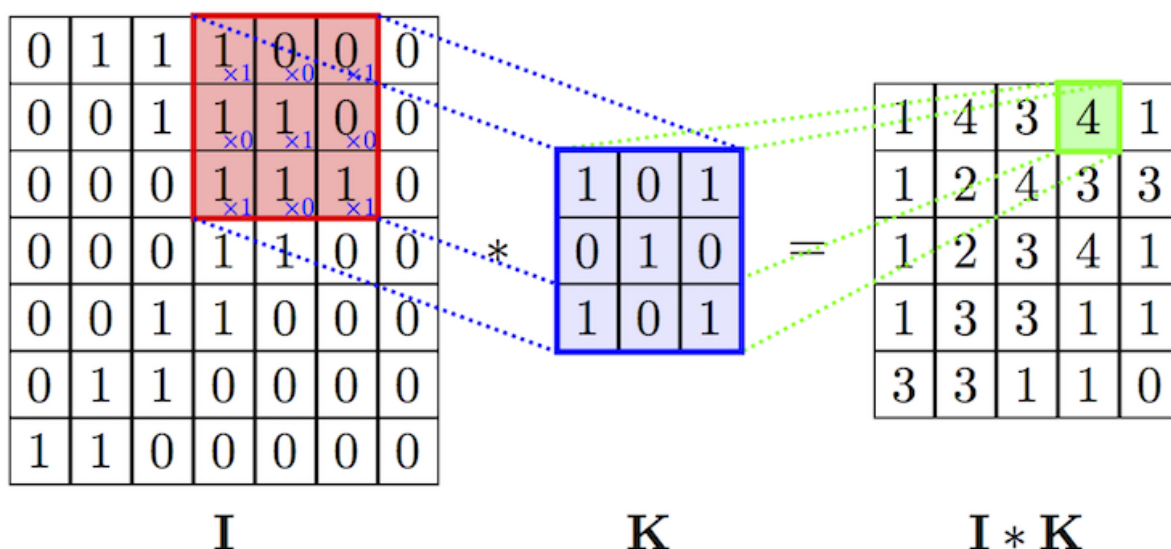 0 1 1 1 0 0 0
×1 ×0 ×1
0 0 1 1 1 0 0
×0 ×1 ×0
0 0 0 1 1 1 0
×1 ×0 ×1
0 0 0 1 1 0 0
0 0 1 1 0 0 0
0 1 1 0 0 0 0
1 1 0 0 0 0 0
I
*
1 0 1
0 1 0
1 0 1
K
=
1 4 3 4 1
1 2 4 3 3
1 2 3 4 1
1 3 3 1 1
3 3 1 1 0
I * K